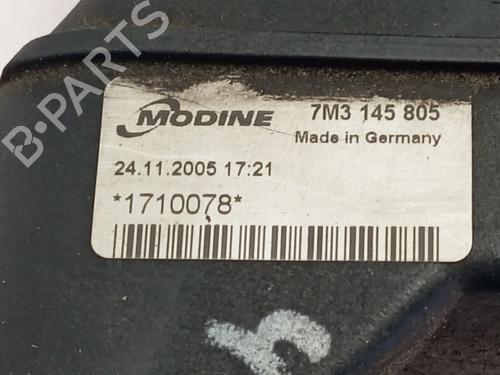 MODINE 7M3 145 805
Made in Germany
24.11.2005 17:21
*1710078*
B-Parts